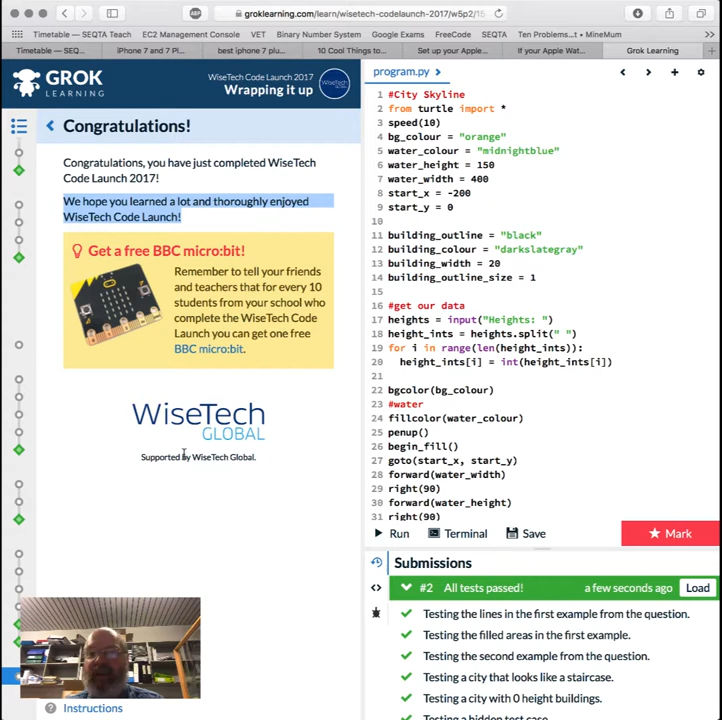 groklearning.com/learn/wisetech-codelaunch-2017/w5p2/15
Timetable — SEQTA Teach
EC2 Management Console
VET
Binary Number System
Google Exams
FreeCode
SEQTA
Ten Problems...t • MineMum
Timetable — SEQ...
iPhone 7 and 7 Pl...
best iphone 7 plu...
10 Cool Things to...
Set up your Apple...
If your Apple Wat...
Grok Learning
GROK
LEARNING
WiseTech Code Launch 2017
Wrapping it up
WiseTech
Congratulations!
Congratulations, you have just completed WiseTech
Code Launch 2017!
We hope you learned a lot and thoroughly enjoyed
WiseTech Code Launch!
Get a free BBC micro:bit!
Remember to tell your friends
and teachers that for every 10
students from your school who
complete the WiseTech Code
Launch you can get one free
BBC micro:bit.
WiseTech
GLOBAL
Supported by WiseTech Global.
Instructions
program.py
1 #City Skyline
2 from turtle import *
3 speed(10)
4 bg_colour = "orange"
5 water_colour = "midnightblue"
6 water_height = 150
7 water_width = 400
8 start_x = -200
9 start_y = 0
10
11 building_outline = "black"
12 building_colour = "darkslategray"
13 building_width = 20
14 building_outline_size = 1
15
16 #get our data
17 heights = input("Heights: ")
18 height_ints = heights.split(" ")
19 for i in range(len(height_ints)):
20 height_ints[i] = int(height_ints[i])
21
22 bgcolor(bg_colour)
23 #water
24 fillcolor(water_colour)
25 penup()
26 begin_fill()
27 goto(start_x, start_y)
28 forward(water_width)
29 right(90)
30 forward(water_height)
31 right(90)
Run
Terminal
Save
Mark
Submissions
#2 All tests passed! a few seconds ago Load
Testing the lines in the first example from the question.
Testing the filled areas in the first example.
Testing the second example from the question.
Testing a city that looks like a staircase.
Testing a city with 0 height buildings.
Testing a hidden test case.